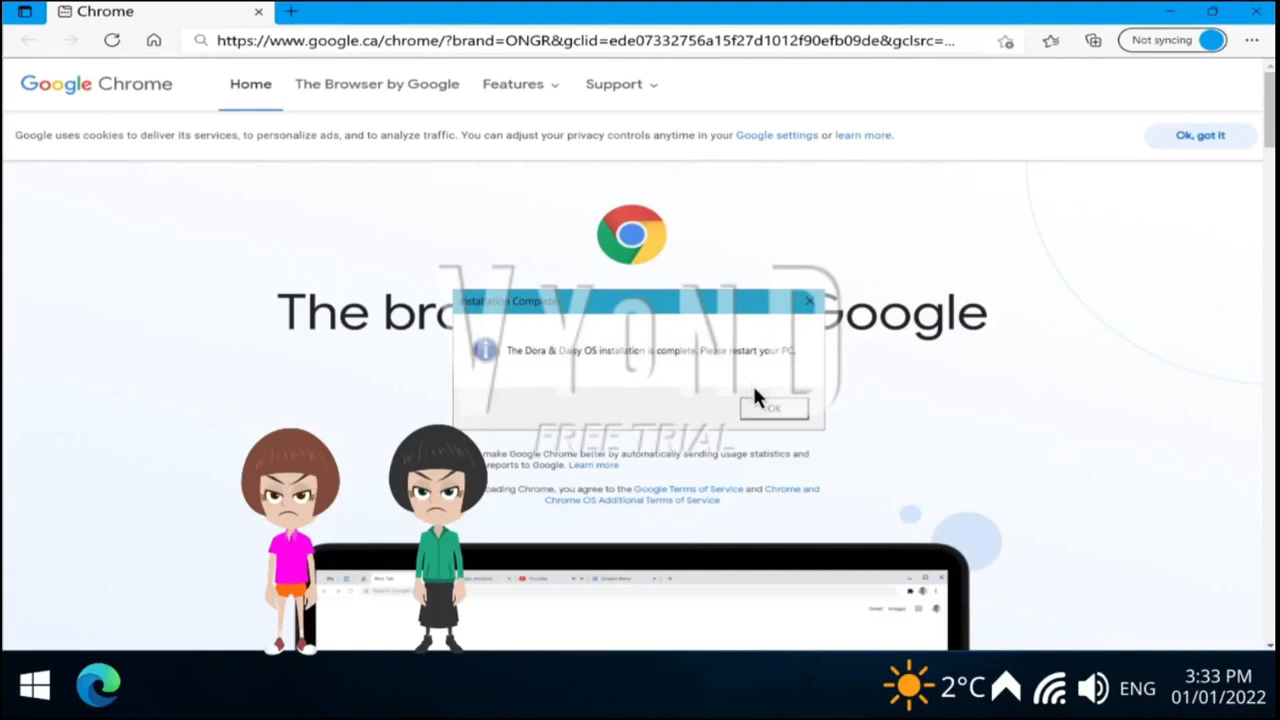 Chrome
https://www.google.ca/chrome/?brand=ONGR&gclid=ede07332756a15f27d1012f90efb09de&gclsrc=...
Not syncing
Google Chrome
Home
The Browser by Google
Features
Support
Google uses cookies to deliver its services, to personalize ads, and to analyze traffic. You can adjust your privacy controls anytime in your Google settings or learn more.
Ok, got it
The bro
Google
Installation Complete
The Dora & Daisy OS installation is complete. Please restart your PC.
OK
VYOND
FREE TRIAL
make Google Chrome better by automatically sending usage statistics and
reports to Google. Learn more
oading Chrome, you agree to the Google Terms of Service and Chrome and
Chrome OS Additional Terms of Service
New Tab
YouTube
Gmail
Images
ENG
2°C
3:33 PM
01/01/2022